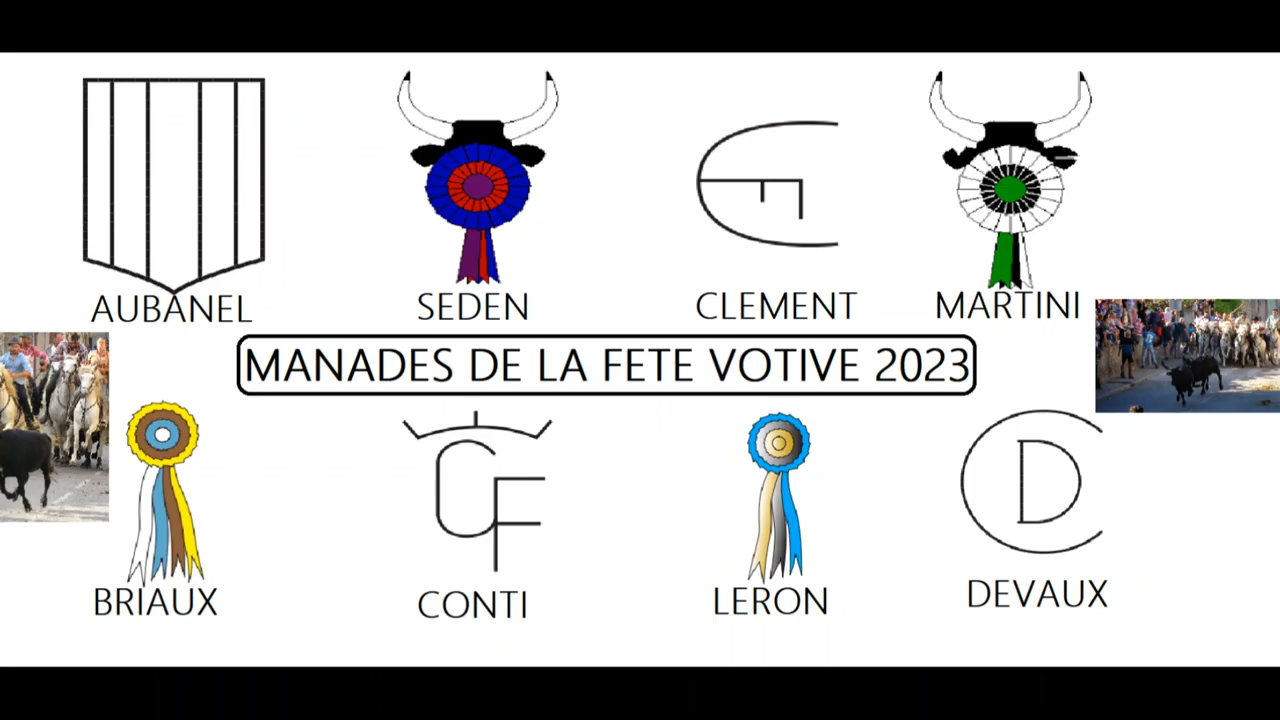 AUBANEL
SEDEN
CLEMENT
MARTINI
MANADES DE LA FETE VOTIVE 2023
BRIAUX
CONTI
LERON
DEVAUX